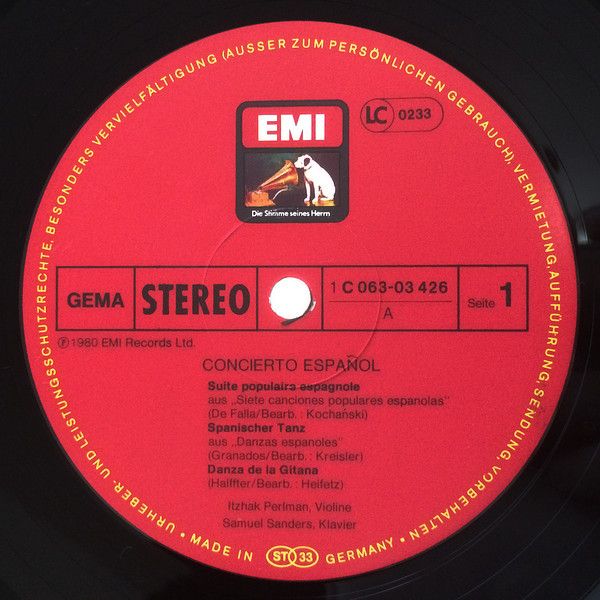 URHEBER- UND LEISTUNGSSCHUTZRECHTE, BESONDERS VERVIELFÄLTIGUNG (AUSSER ZUM PERSÖNLICHEN GEBRAUCH), VERMIETUNG, AUFFÜHRUNG, SENDUNG, VORBEHALTEN • MADE IN ST 33 GERMANY •
EMI
LC 0233
Die Stimme seines Herrn
GEMA
STEREO
1 C 063-03 426
A
Seite 1
Ⓟ1980 EMI Records Ltd.
CONCIERTO ESPAÑOL
Suite populaire espagnole
aus „Siete canciones populares espanolas"
(De Falla/Bearb.: Kochański)
Spanischer Tanz
aus „Danzas espanoles"
(Granados/Bearb.: Kreisler)
Danza de la Gitana
(Halffter/Bearb.: Heifetz)
Itzhak Perlman, Violine
Samuel Sanders, Klavier